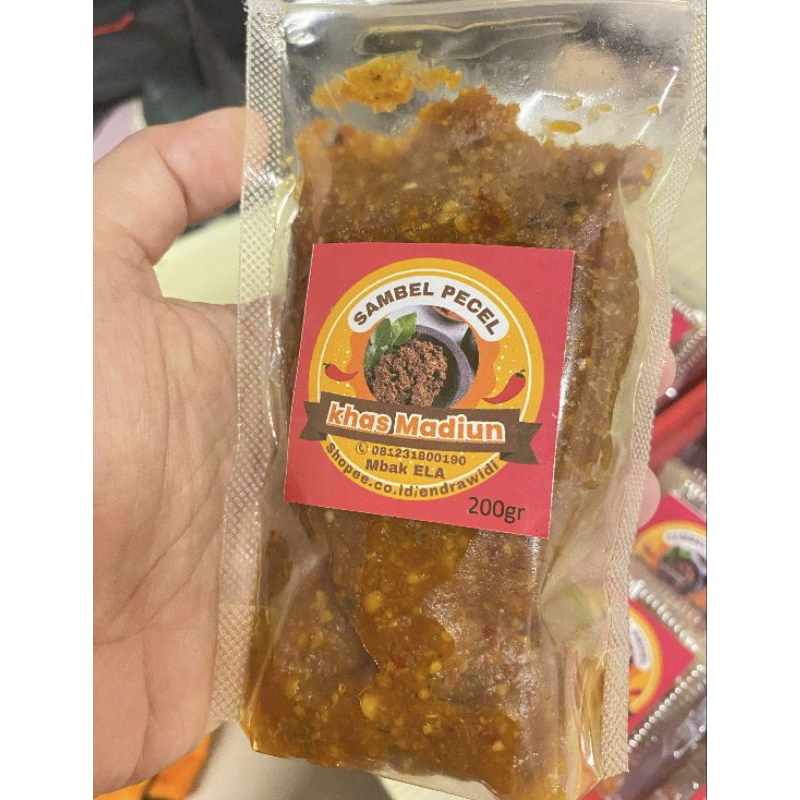 SAMBEL PECEL
khas Madiun
081231800190
Mbak ELA
shopee.co.id/endrawidi
200gr